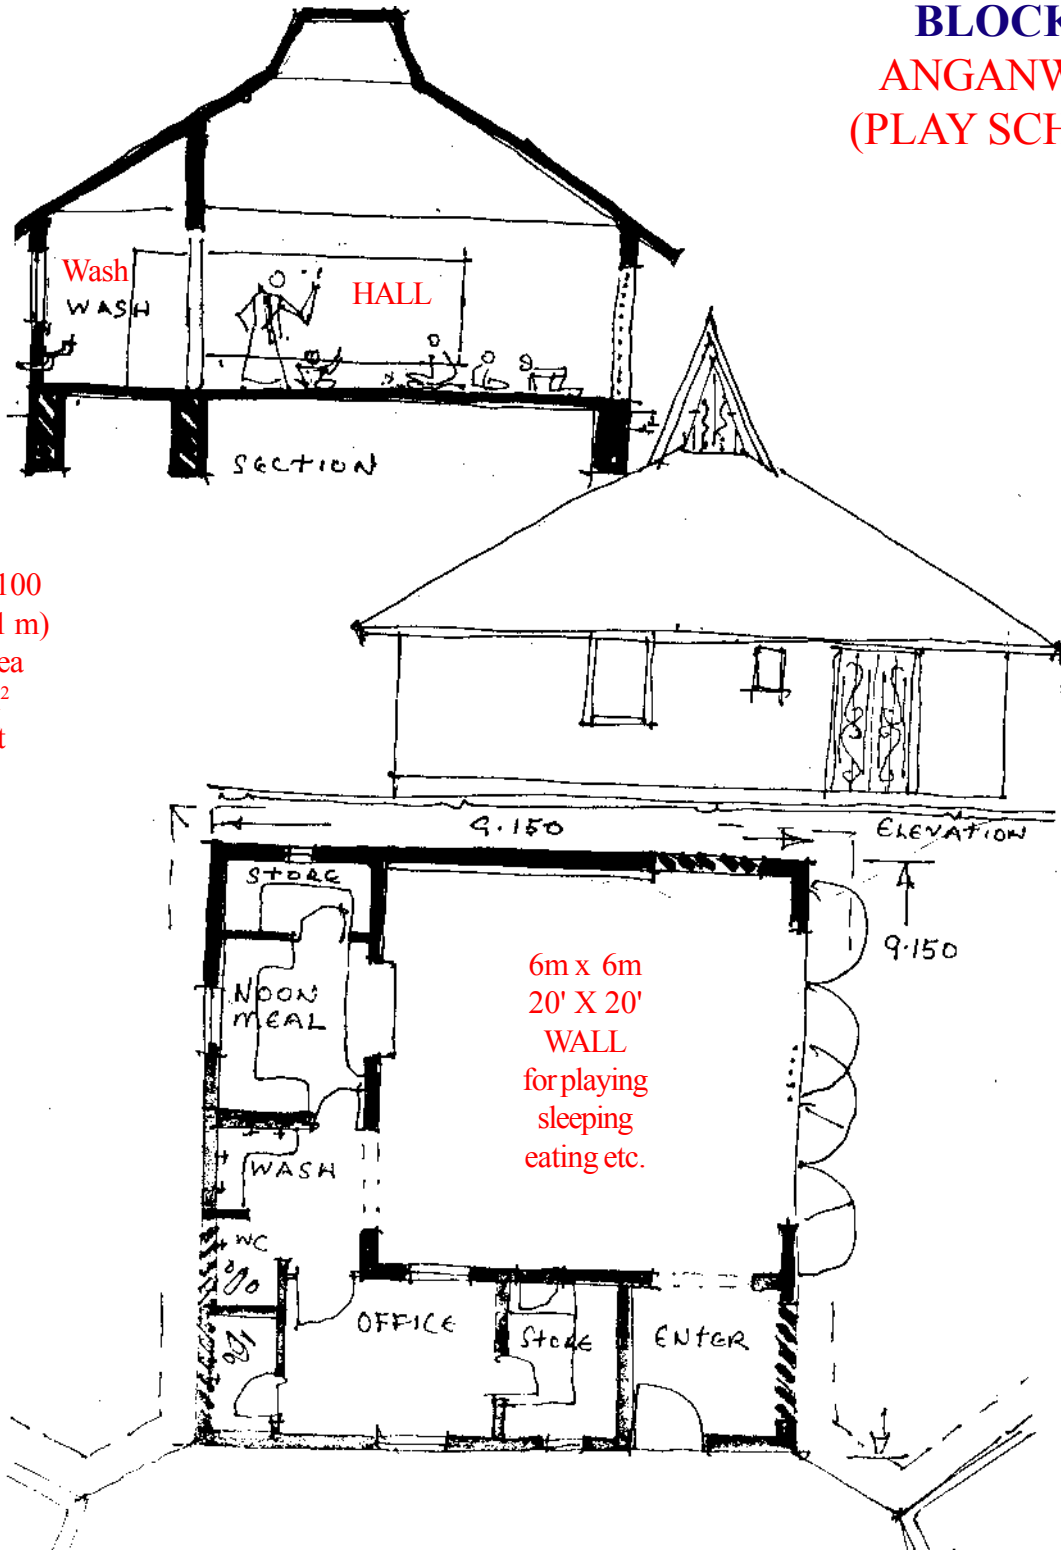 BLOCK
ANGANW
(PLAY SCH
Wash
WASH
HALL
SECTION
100
1 m)
ea
2
t
ELEVATION
9.150
9.150
STORE
NOON
MEAL
6m x 6m
20' X 20'
WALL
for playing
sleeping
eating etc.
WASH
WC
OFFICE
STORE
ENTER